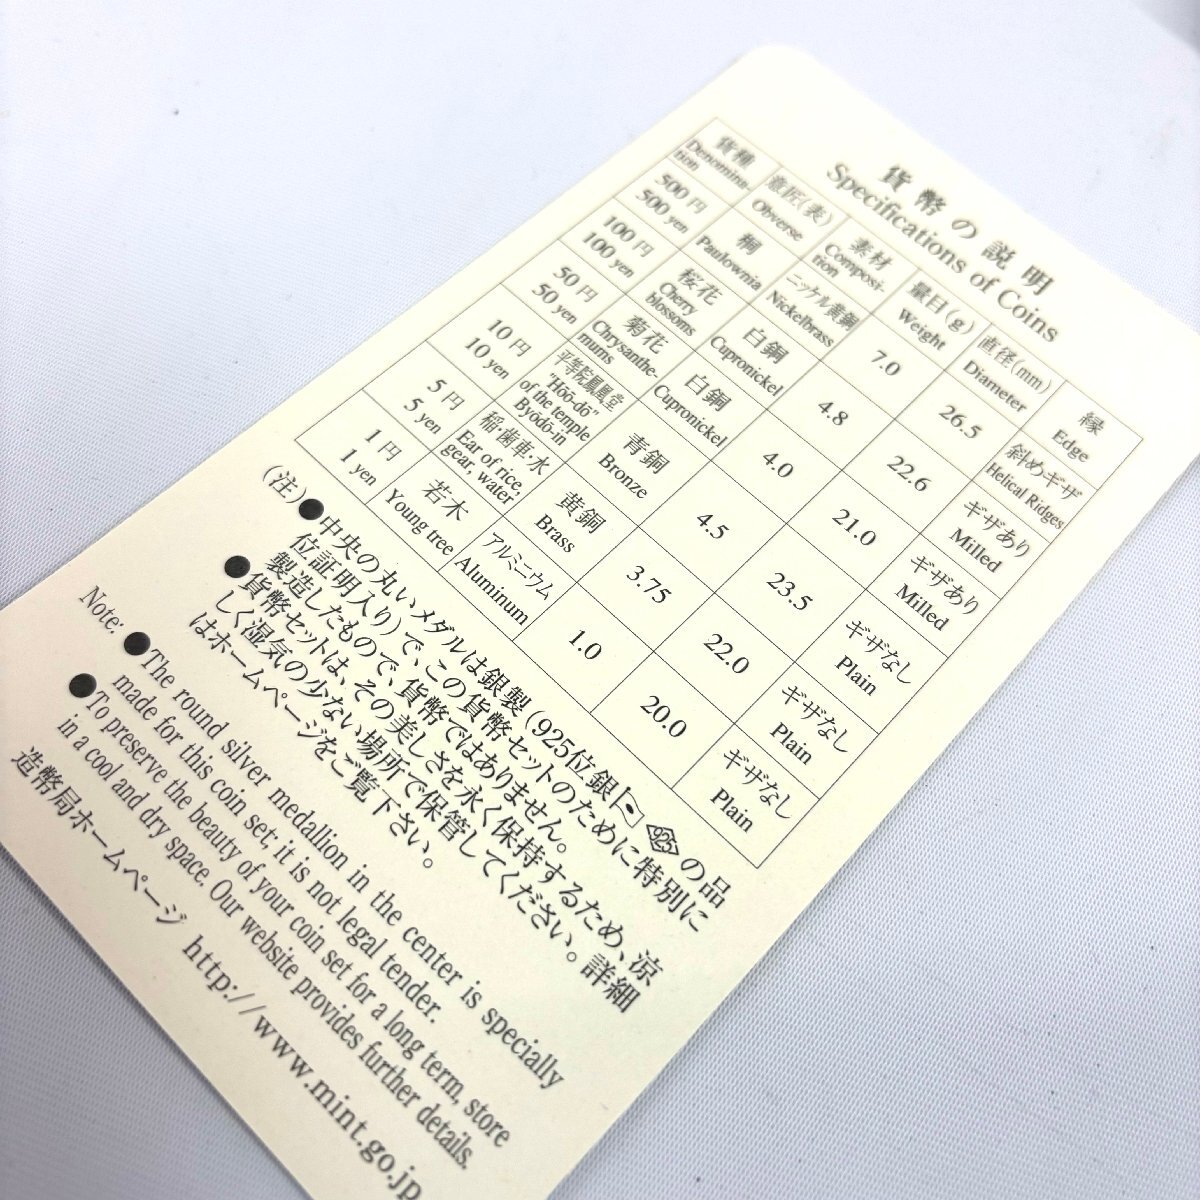 貨幣の説明
Specifications of Coins
貨種 意匠(表) 素材 量目(g) 直径(mm) 縁
Denomina-tion Obverse Composi-tion Weight Diameter Edge
500円 桐 ニッケル黄銅 7.0 26.5 斜めギザ
500 yen Paulownia Nickelbrass Helical Ridges
100円 桜花 白銅 4.8 22.6 ギザあり
100 yen Cherry blossoms Cupronickel Milled
50円 菊花 白銅 4.0 21.0 ギザあり
50 yen Chrysanthe-mums Cupronickel Milled
10円 平等院鳳凰堂 青銅 4.5 23.5 ギザなし
10 yen "Hōō-dō" of the temple Byōdō-in Bronze Plain
5円 稲・歯車・水 黄銅 3.75 22.0 ギザなし
5 yen Ear of rice, gear, water Brass Plain
1円 若木 アルミニウム 1.0 20.0 ギザなし
1 yen Young tree Aluminum Plain
(注)●中央の丸いメダルは銀製(925位銀 925 の品
位証明入り)で、この貨幣セットのために特別に
製造したもので、貨幣ではありません。
●貨幣セットは、その美しさを永く保持するため、涼
しく湿気の少ない場所で保管してください。詳細
はホームページをご覧下さい。
Note: ●The round silver medallion in the center is specially
made for this coin set; it is not legal tender.
●To preserve the beauty of your coin set for a long term, store
in a cool and dry space. Our website provides further details.
造幣局ホームページ http://www.mint.go.jp